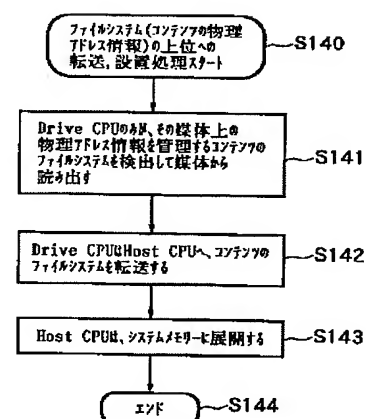 ファイルシステム(コンテンツの物理
アドレス情報)の上位への
転送,設置処理スタート
S140
Drive CPUのみが、その媒体上の
物理アドレス情報を管理するコンテンツの
ファイルシステムを検出して媒体から
読み出す
S141
Drive CPUはHost CPUへ、コンテンツの
ファイルシステムを転送する
S142
Host CPUは、システムメモリーに展開する
S143
エンド
S144